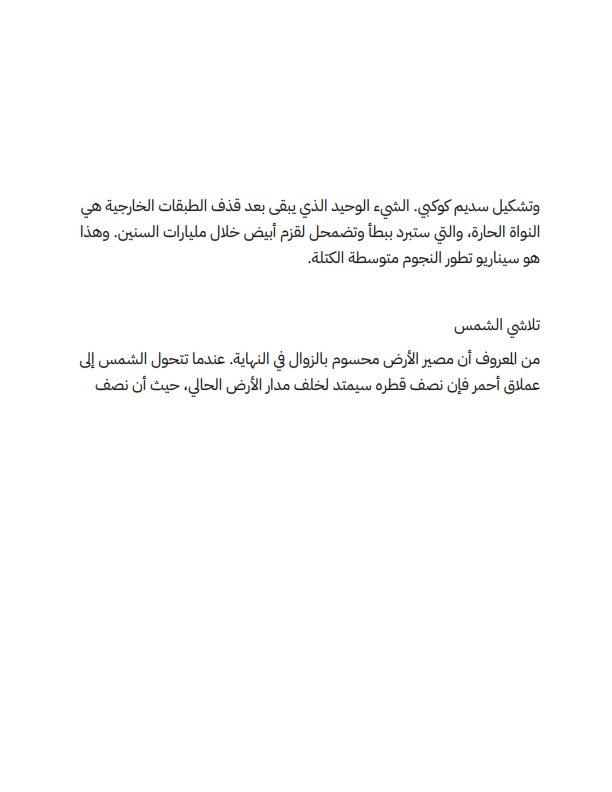 وتشكيل سديم كوكبي. الشيء الوحيد الذي يبقى بعد قذف الطبقات الخارجية هي
النواة الحارة، والتي ستبرد ببطأ وتضمحل لقزم أبيض خلال مليارات السنين. وهذا
هو سيناريو تطور النجوم متوسطة الكتلة.
تلاشي الشمس
من المعروف أن مصير الأرض محسوم بالزوال في النهاية. عندما تتحول الشمس إلى
عملاق أحمر فإن نصف قطره سيمتد لخلف مدار الأرض الحالي، حيث أن نصف